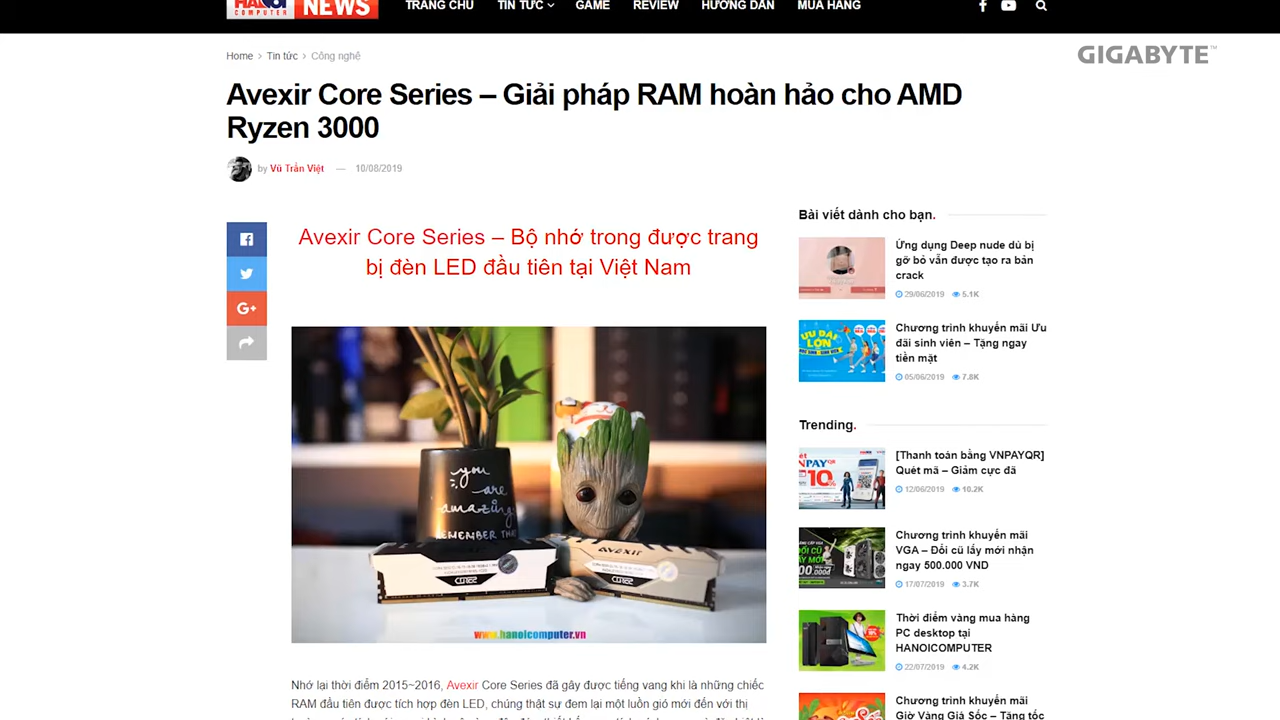 HANOI
COMPUTER
NEWS
TRANG CHỦ
TIN TỨC
GAME
REVIEW
HƯỚNG DẪN
MUA HÀNG
Home > Tin tức > Công nghệ
GIGABYTE™
Avexir Core Series – Giải pháp RAM hoàn hảo cho AMD
Ryzen 3000
by Vũ Trần Việt — 10/08/2019
Avexir Core Series – Bộ nhớ trong được trang
bị đèn LED đầu tiên tại Việt Nam
you
are
amazing
REMEMBER THAT
AVEXIR
CORE
www.hanoicomputer.vn
Nhớ lại thời điểm 2015~2016, Avexir Core Series đã gây được tiếng vang khi là những chiếc
RAM đầu tiên được tích hợp đèn LED, chúng thật sự đem lại một luồn gió mới đến với thị
Bài viết dành cho bạn.
Ứng dụng Deep nude dù bị
gỡ bỏ vẫn được tạo ra bản
crack
29/06/2019 5.1K
ƯU ĐÃI
LỚN
Chương trình khuyến mãi Ưu
đãi sinh viên – Tặng ngay
tiền mặt
05/06/2019 7.8K
Trending.
10%
[Thanh toán bằng VNPAYQR]
Quét mã – Giảm cực đã
12/06/2019 10.2K
Chương trình khuyến mãi
VGA – Đổi cũ lấy mới nhận
ngay 500.000 VND
17/07/2019 3.7K
Thời điểm vàng mua hàng
PC desktop tại
HANOICOMPUTER
22/07/2019 4.2K
Chương trình khuyến mãi
Giờ Vàng Giá Sốc – Tăng tốc